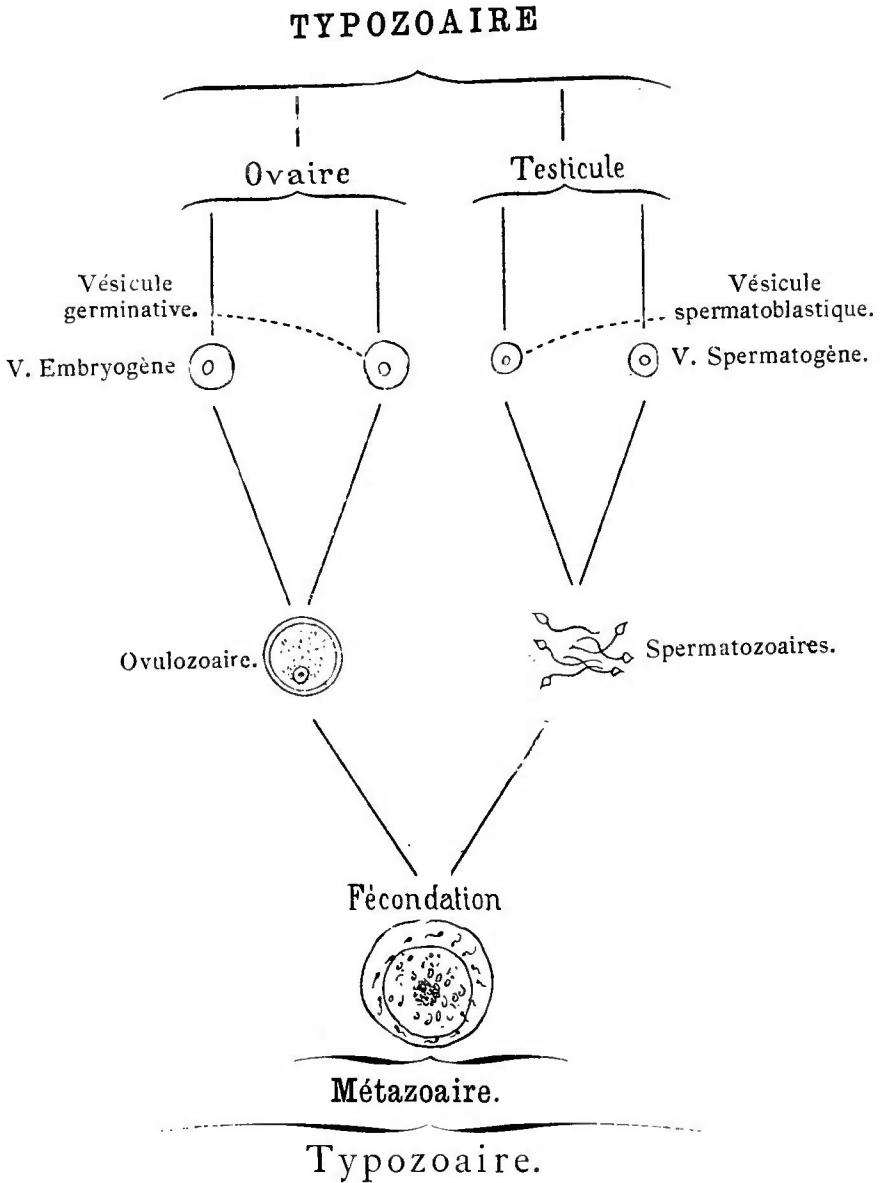 TYPOZOAIRE
Ovaire
Testicule
Vésicule
germinative.
Vésicule
spermatoblastique.
V. Embryogène
V. Spermatogène.
Ovulozoaire.
Spermatozoaires.
Fécondation
Métazoaire.
Typozoaire.